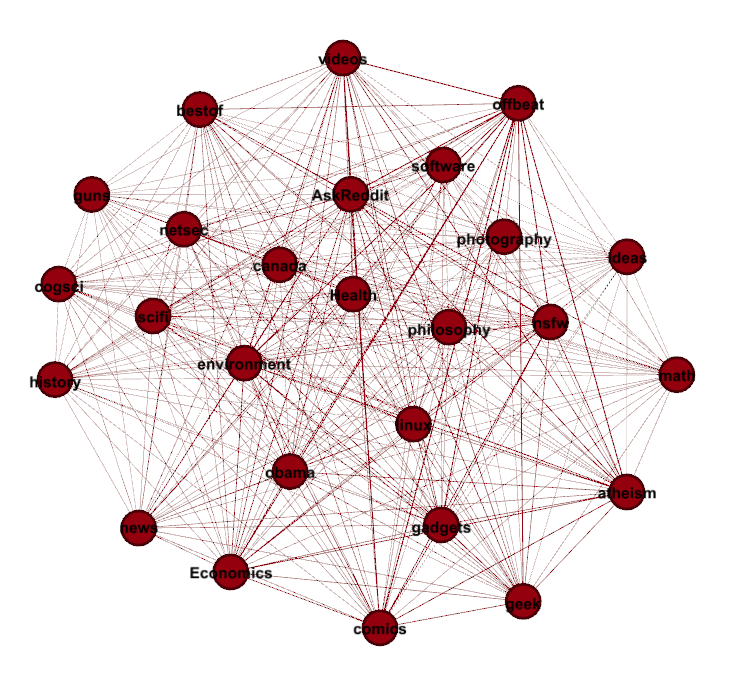 videos
offbeat
bestof
software
AskReddit
guns
netsec
photography
canada
ideas
cogsci
Health
scifi
philosophy
nsfw
environment
history
math
linux
obama
atheism
news
gadgets
Economics
geek
comics